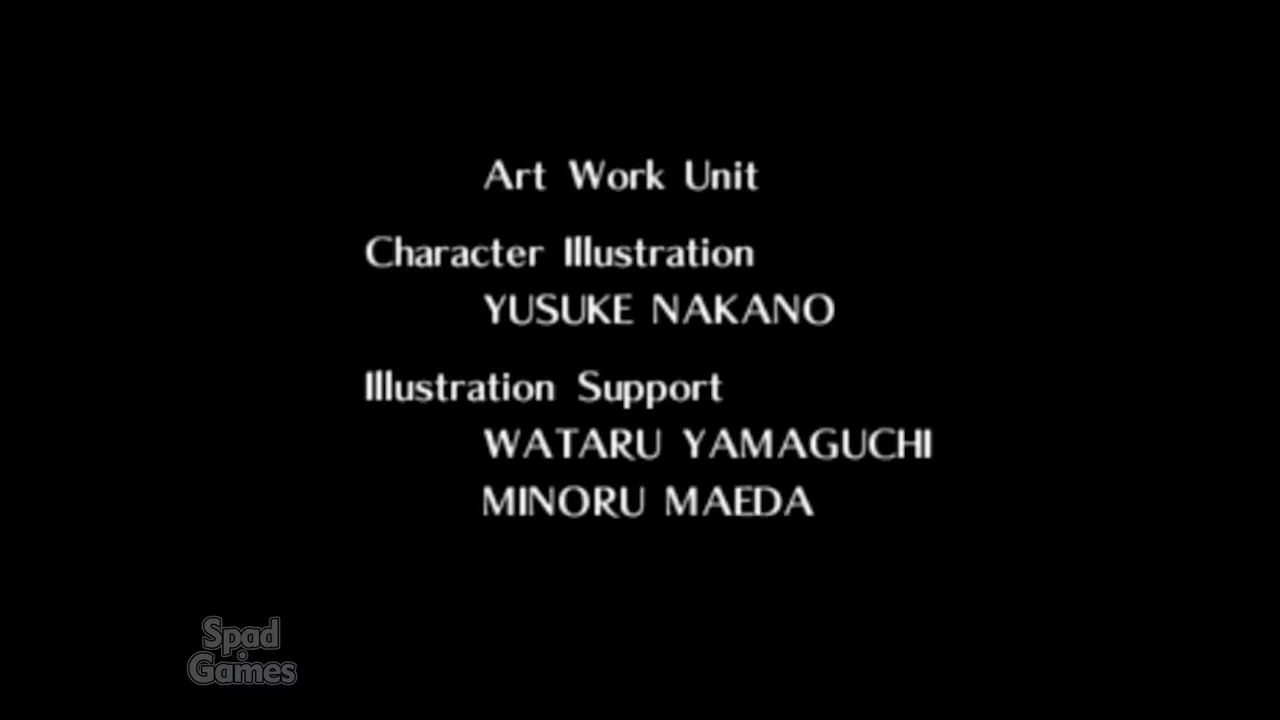 Art Work Unit
Character Illustration
YUSUKE NAKANO
Illustration Support
WATARU YAMAGUCHI
MINORU MAEDA
Spad
Games